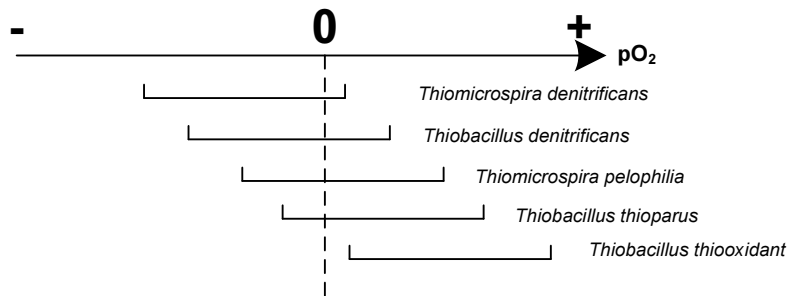 - 0 +
pO₂
Thiomicrospira denitrificans
Thiobacillus denitrificans
Thiomicrospira pelophilia
Thiobacillus thioparus
Thiobacillus thiooxidant